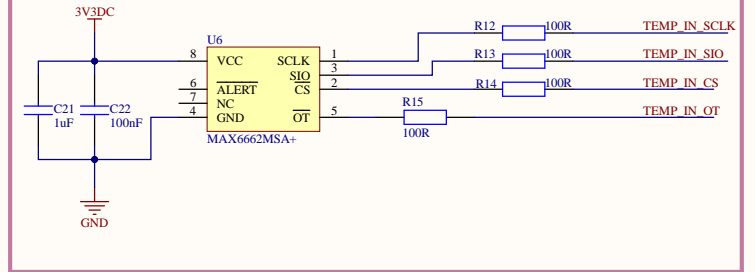 3V3DC
U6
8 VCC SCLK 1
SIO 3
6 ALERT CS 2
7 NC
4 GND OT 5
MAX6662MSA+
C21
1uF
C22
100nF
GND
R12 100R TEMP_IN_SCLK
R13 100R TEMP_IN_SIO
R14 100R TEMP_IN_CS
R15 TEMP_IN_OT
100R